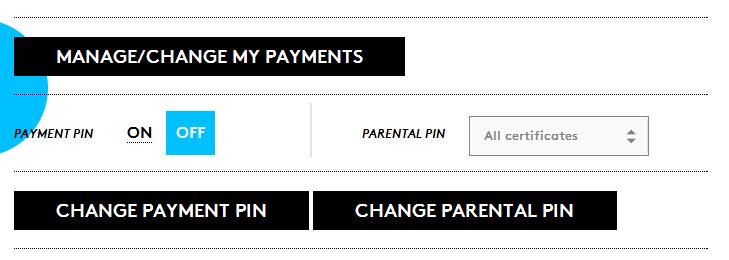 MANAGE/CHANGE MY PAYMENTS
PAYMENT PIN ON OFF PARENTAL PIN All certificates
CHANGE PAYMENT PIN CHANGE PARENTAL PIN